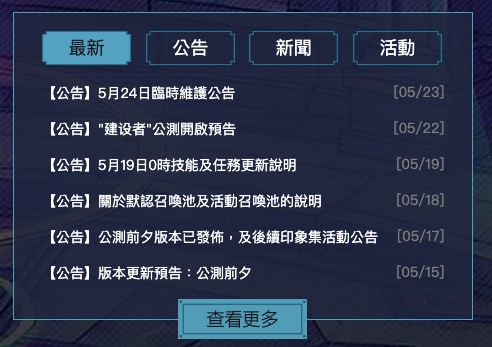 最新 公告 新聞 活動
【公告】5月24日臨時維護公告 [05/23]
【公告】"建设者"公測開啟預告 [05/22]
【公告】5月19日0時技能及任務更新說明 [05/19]
【公告】關於默認召喚池及活動召喚池的說明 [05/18]
【公告】公測前夕版本已發佈，及後續印象集活動公告 [05/17]
【公告】版本更新預告：公測前夕 [05/15]
查看更多